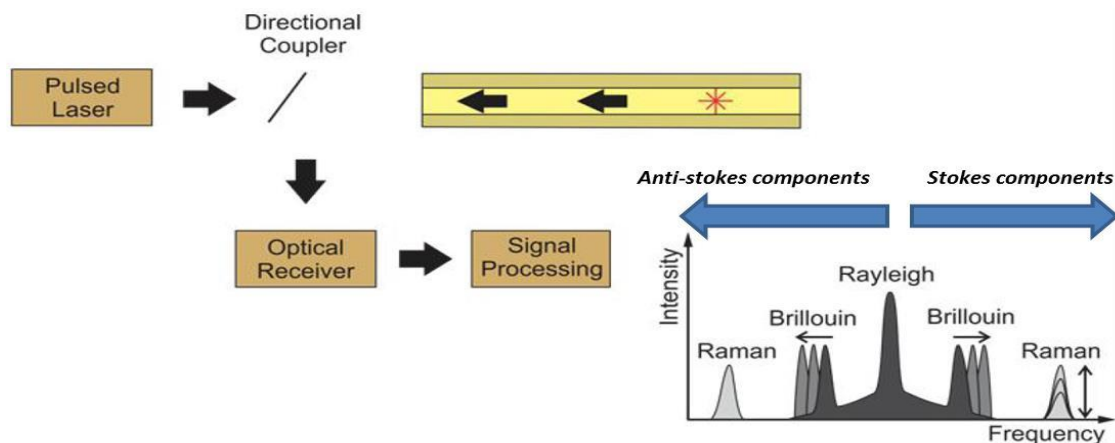 Directional
Coupler
Pulsed
Laser
Optical
Receiver
Signal
Processing
Anti-stokes components
Stokes components
Intensity
Rayleigh
Brillouin
Brillouin
Raman
Raman
Frequency